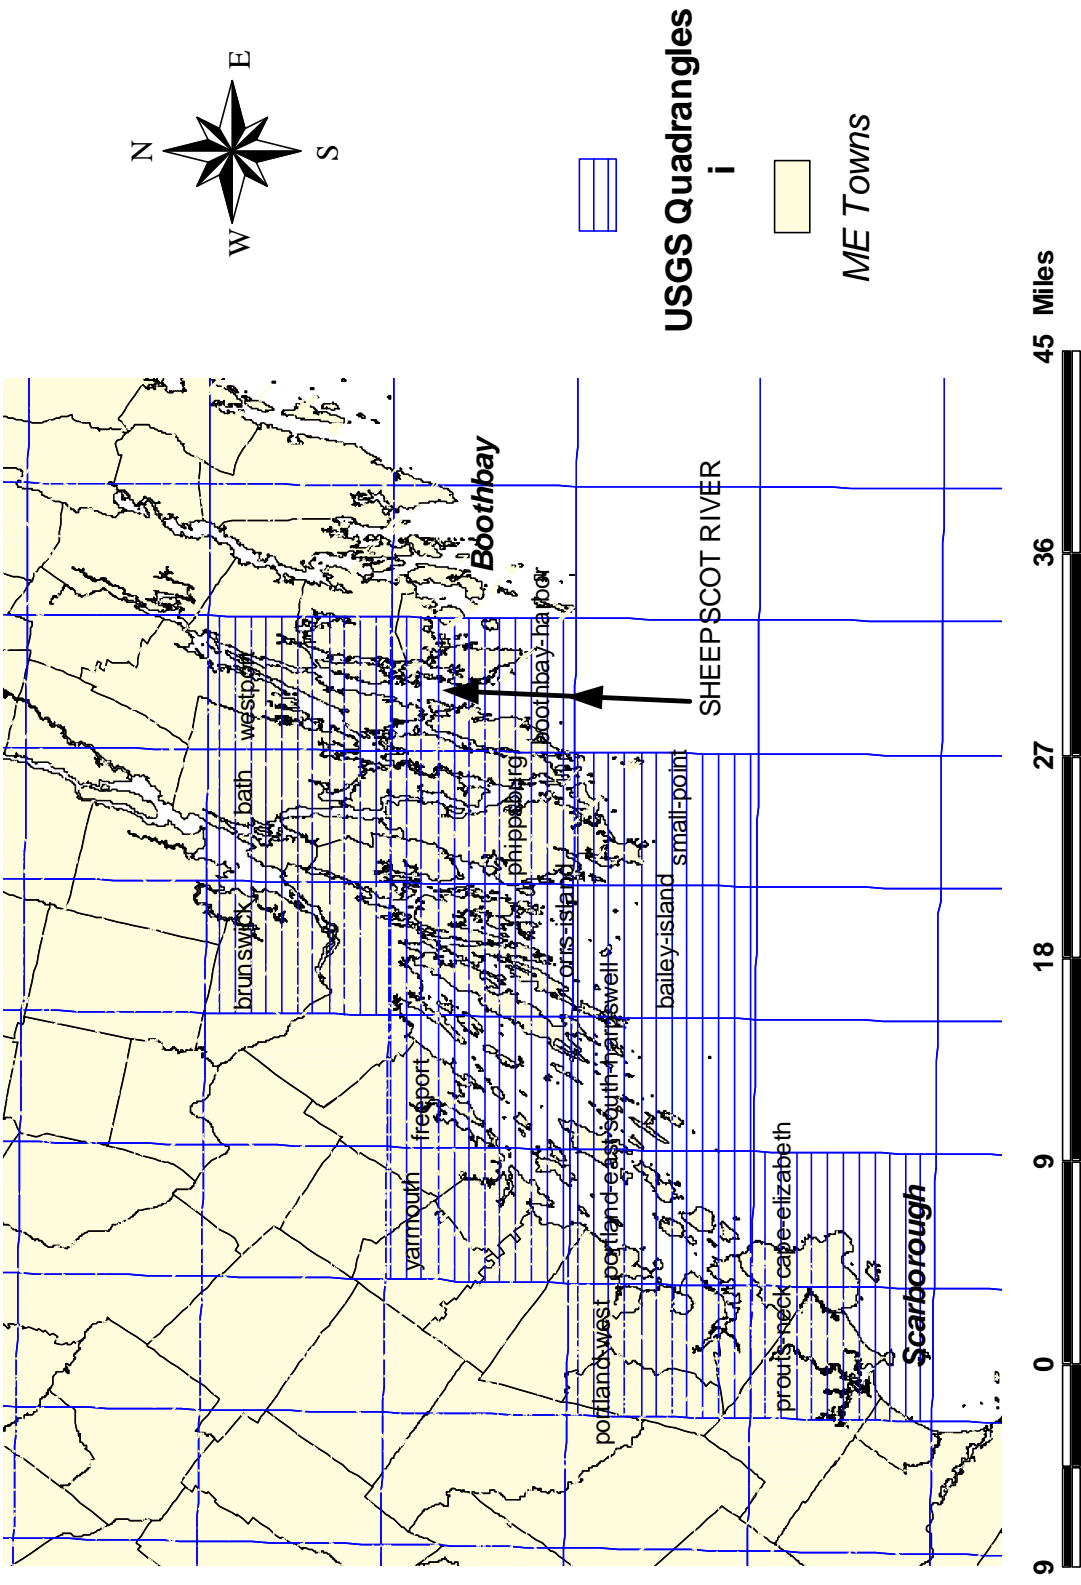 N
W
E
S
USGS Quadrangles
i
ME Towns
brunswick
bath
westport
Boothbay
yarmouth
freeport
phippsburg
boothbay-harbor
orrs-island
SHEEPSCOT RIVER
portland-west
portland-east
south-harpswell
bailey-island
small-point
prouts-neck
cape-elizabeth
Scarborough
9 0 9 18 27 36 45 Miles